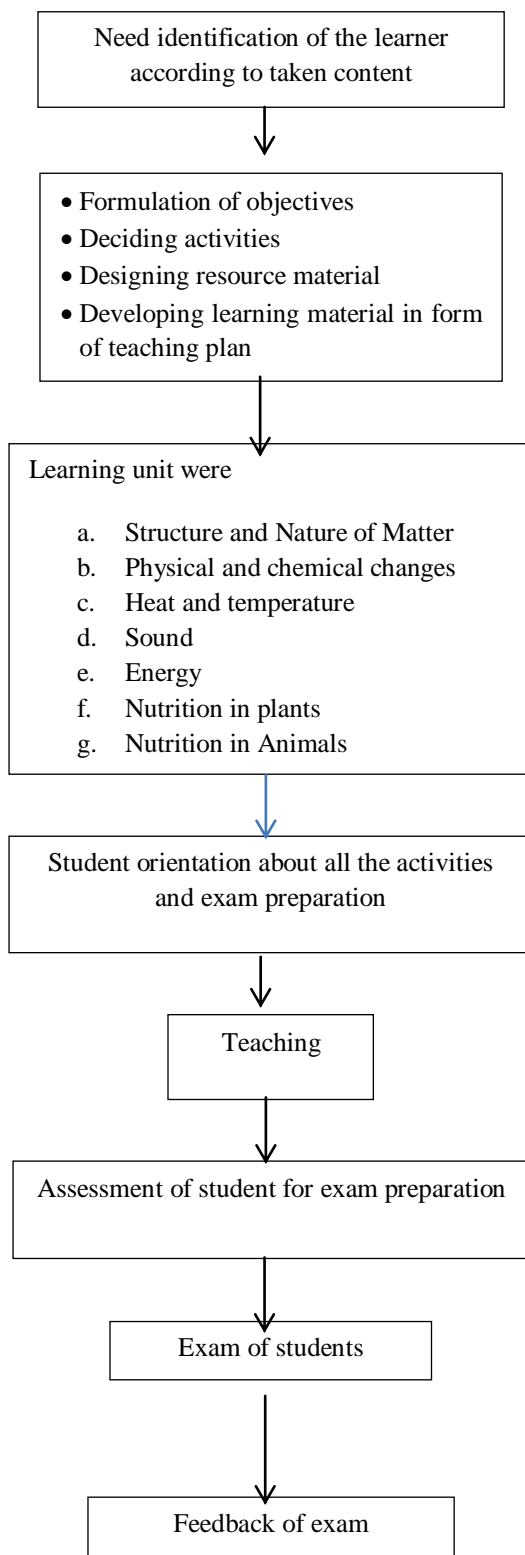 Need identification of the learner
according to taken content
• Formulation of objectives
• Deciding activities
• Designing resource material
• Developing learning material in form
of teaching plan
Learning unit were
a. Structure and Nature of Matter
b. Physical and chemical changes
c. Heat and temperature
d. Sound
e. Energy
f. Nutrition in plants
g. Nutrition in Animals
Student orientation about all the activities
and exam preparation
Teaching
Assessment of student for exam preparation
Exam of students
Feedback of exam